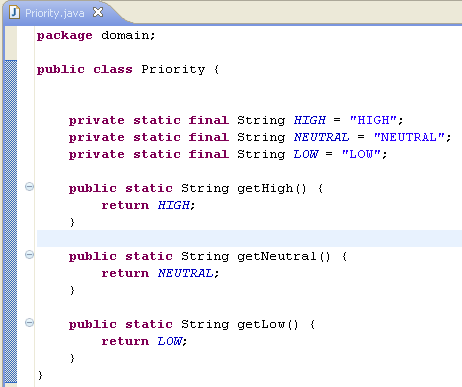 Priority.java
package domain;
public class Priority {
private static final String HIGH = "HIGH";
private static final String NEUTRAL = "NEUTRAL";
private static final String LOW = "LOW";
public static String getHigh() {
return HIGH;
}
public static String getNeutral() {
return NEUTRAL;
}
public static String getLow() {
return LOW;
}
}